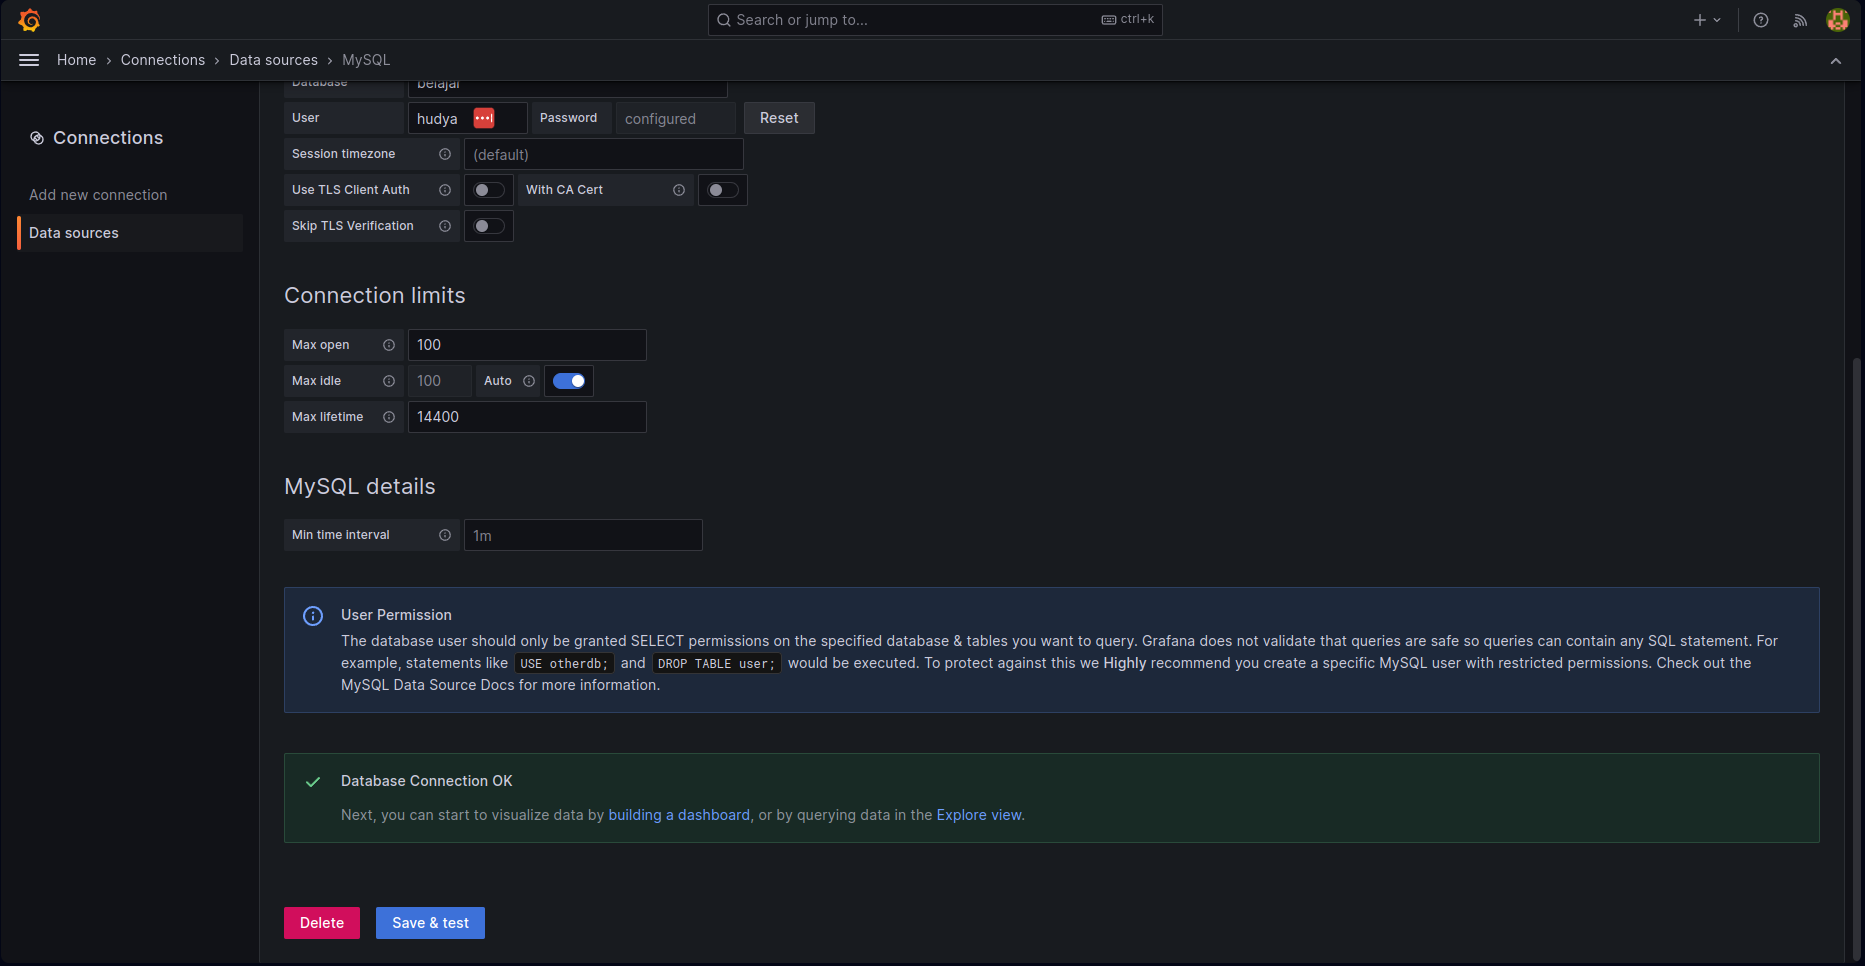 Search or jump to...
ctrl+k
Home › Connections › Data sources › MySQL
Connections
Add new connection
Data sources
Database belajar
User hudya Password configured Reset
Session timezone (default)
Use TLS Client Auth With CA Cert
Skip TLS Verification
Connection limits
Max open 100
Max idle 100 Auto
Max lifetime 14400
MySQL details
Min time interval 1m
User Permission
The database user should only be granted SELECT permissions on the specified database & tables you want to query. Grafana does not validate that queries are safe so queries can contain any SQL statement. For
example, statements like USE otherdb; and DROP TABLE user; would be executed. To protect against this we Highly recommend you create a specific MySQL user with restricted permissions. Check out the
MySQL Data Source Docs for more information.
Database Connection OK
Next, you can start to visualize data by building a dashboard, or by querying data in the Explore view.
Delete
Save & test